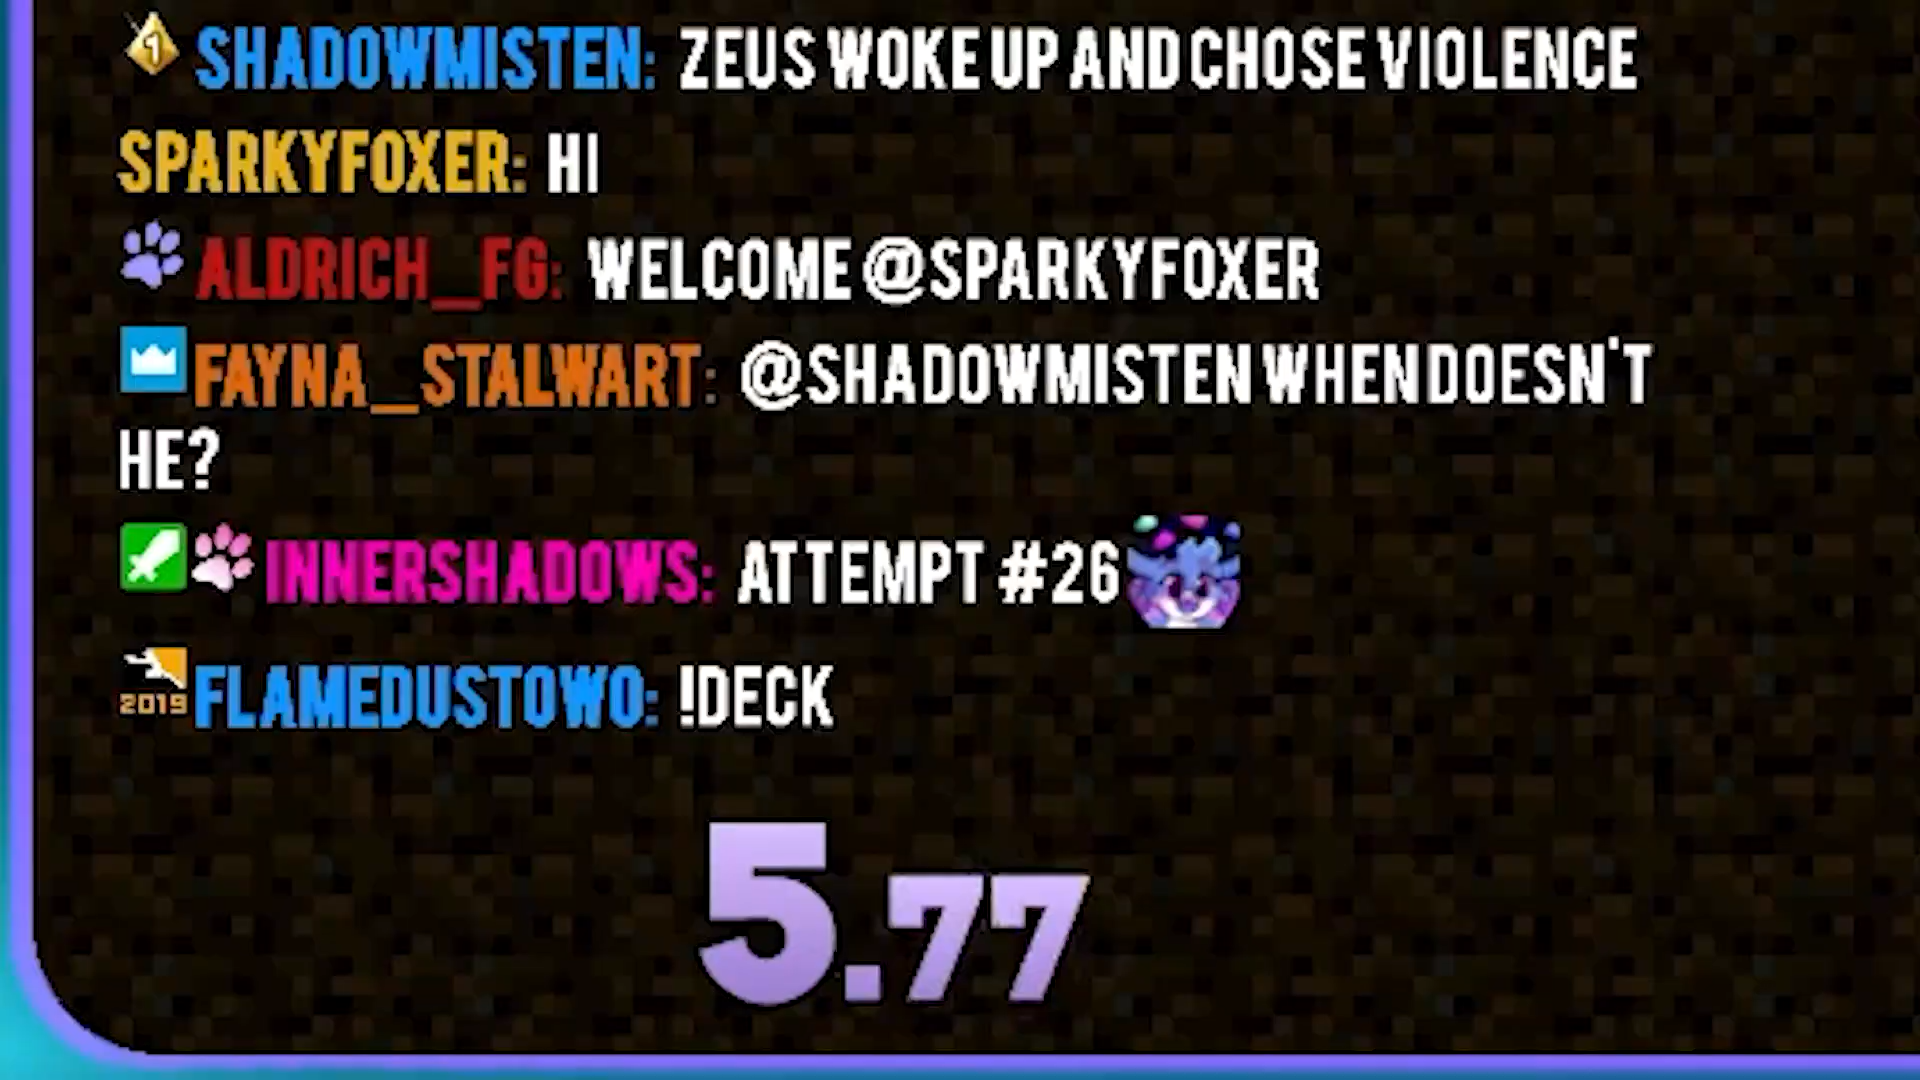 1 SHADOWMISTEN: ZEUS WOKE UP AND CHOSE VIOLENCE
SPARKYFOXER: HI
ALDRICH_FG: WELCOME @SPARKYFOXER
FAYNA_STALWART: @SHADOWMISTEN WHEN DOESN'T
HE?
INNERSHADOWS: ATTEMPT #26
2019 FLAMEDUSTOWO: !DECK
5.77